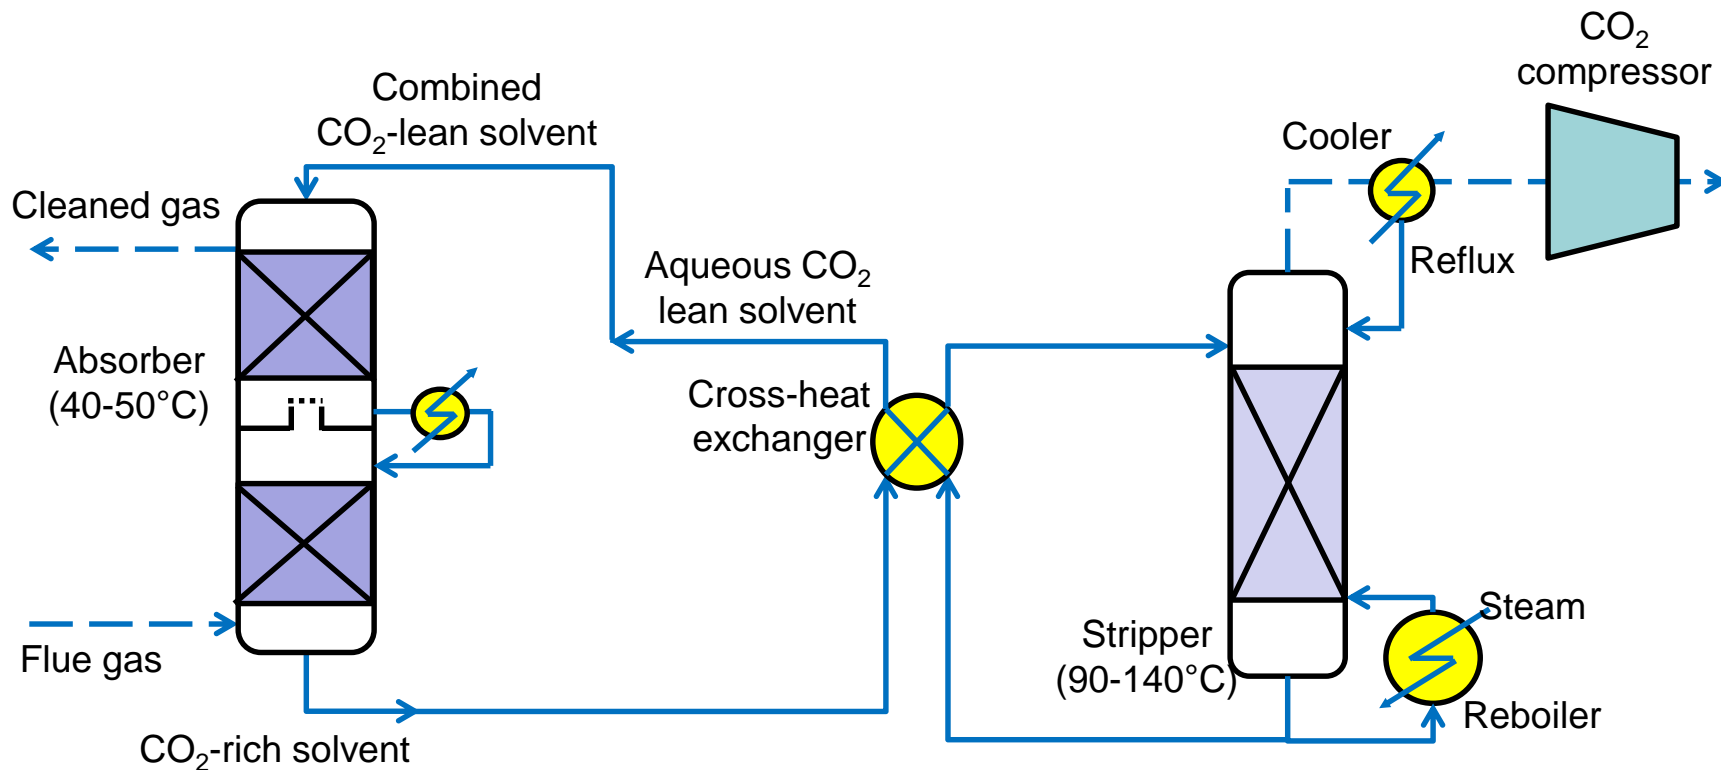 CO₂
compressor
Combined
CO₂-lean solvent
Cooler
Cleaned gas
Reflux
Aqueous CO₂
lean solvent
Absorber
(40-50°C)
Cross-heat
exchanger
Steam
Stripper
(90-140°C)
Flue gas
Reboiler
CO₂-rich solvent